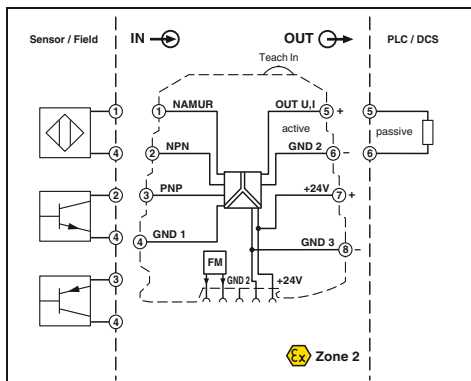 Sensor / Field
IN
OUT
PLC / DCS
Teach In
1
4
2
4
3
4
1
NAMUR
2
NPN
3
PNP
4
GND 1
OUT U,I
5
+
active
GND 2
6
–
+24V
7
+
GND 3
8
–
5
passive
6
FM
GND 2
+24V
Ex
Zone 2